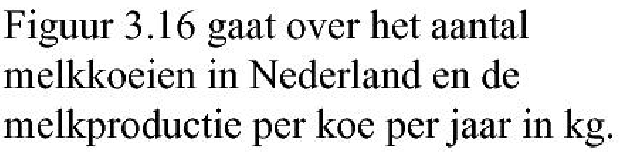 Figuur 3.16 gaat over het aantal
melkkoeien in Nederland en de
melkproductie per koe per jaar in kg.